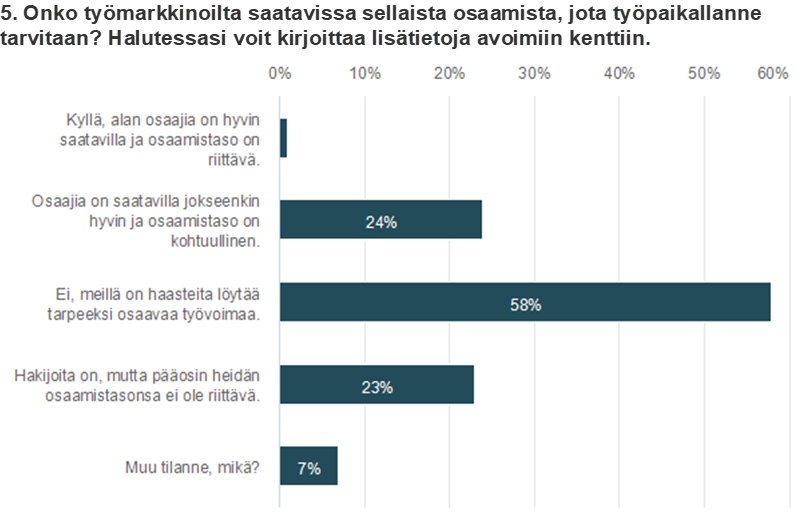 5. Onko työmarkkinoilta saatavissa sellaista osaamista, jota työpaikallanne
tarvitaan? Halutessasi voit kirjoittaa lisätietoja avoimiin kenttiin.
0% 10% 20% 30% 40% 50% 60%
Kyllä, alan osaajia on hyvin
saatavilla ja osaamistaso on
riittävä.
Osaajia on saatavilla jokseenkin
hyvin ja osaamistaso on
kohtuullinen.
24%
Ei, meillä on haasteita löytää
tarpeeksi osaavaa työvoimaa.
58%
Hakijoita on, mutta pääosin heidän
osaamistasonsa ei ole riittävä.
23%
Muu tilanne, mikä?
7%